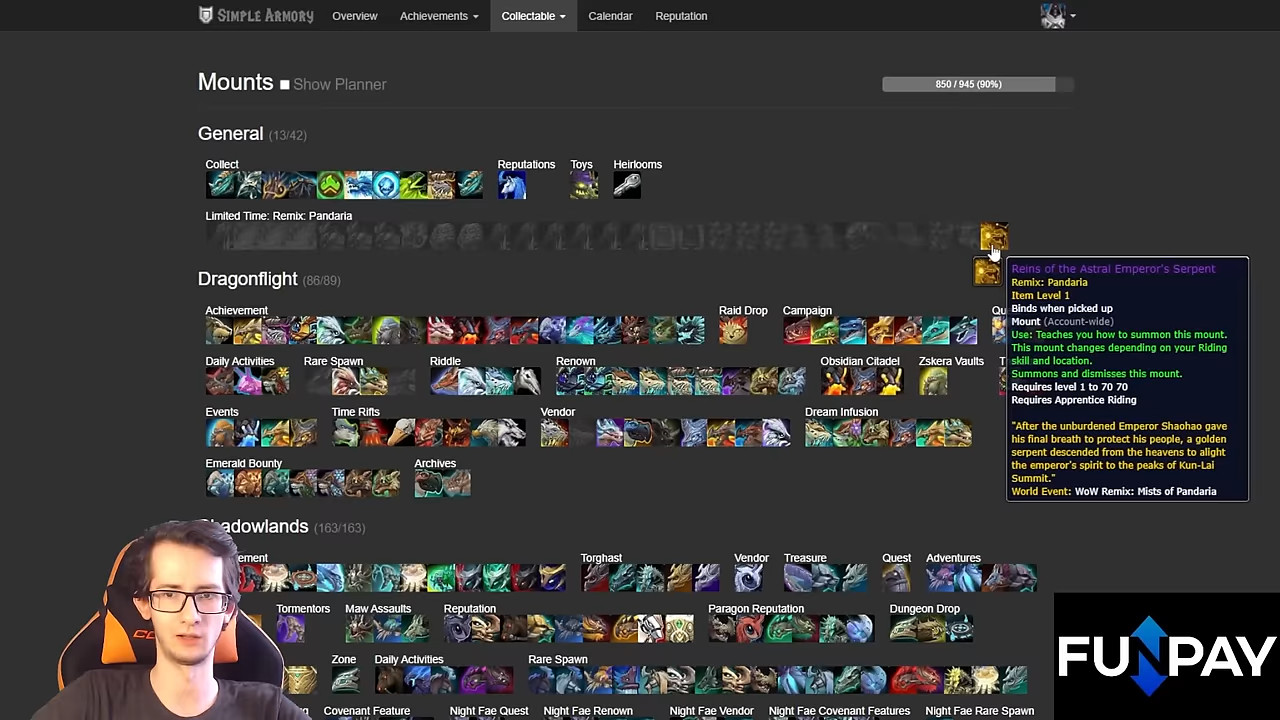 SIMPLE ARMORY
Overview
Achievements
Collectable
Calendar
Reputation
Mounts
Show Planner
850 / 945 (90%)
General (13/42)
Collect
Reputations
Toys
Heirlooms
Limited Time: Remix: Pandaria
Dragonflight (86/89)
Reins of the Astral Emperor's Serpent
Remix: Pandaria
Item Level 1
Binds when picked up
Mount (Account-wide)
Use: Teaches you how to summon this mount.
This mount changes depending on your Riding
skill and location.
Summons and dismisses this mount.
Requires level 1 to 70 70
Requires Apprentice Riding
"After the unburdened Emperor Shaohao gave
his final breath to protect his people, a golden
serpent descended from the heavens to alight
the emperor's spirit to the peaks of Kun-Lai
Summit."
World Event: WoW Remix: Mists of Pandaria
Achievement
Raid Drop
Campaign
Qu
Daily Activities
Rare Spawn
Riddle
Renown
Obsidian Citadel
Zskera Vaults
T
Events
Time Rifts
Vendor
Dream Infusion
Emerald Bounty
Archives
hadowlands (163/163)
ement
Torghast
Vendor
Treasure
Quest
Adventures
Tormentors
Maw Assaults
Reputation
Paragon Reputation
Dungeon Drop
Zone
Daily Activities
Rare Spawn
Covenant Feature
Night Fae Quest
Night Fae Renown
Night Fae Vendor
Night Fae Covenant Features
Night Fae Rare Spawn
FUNPAY